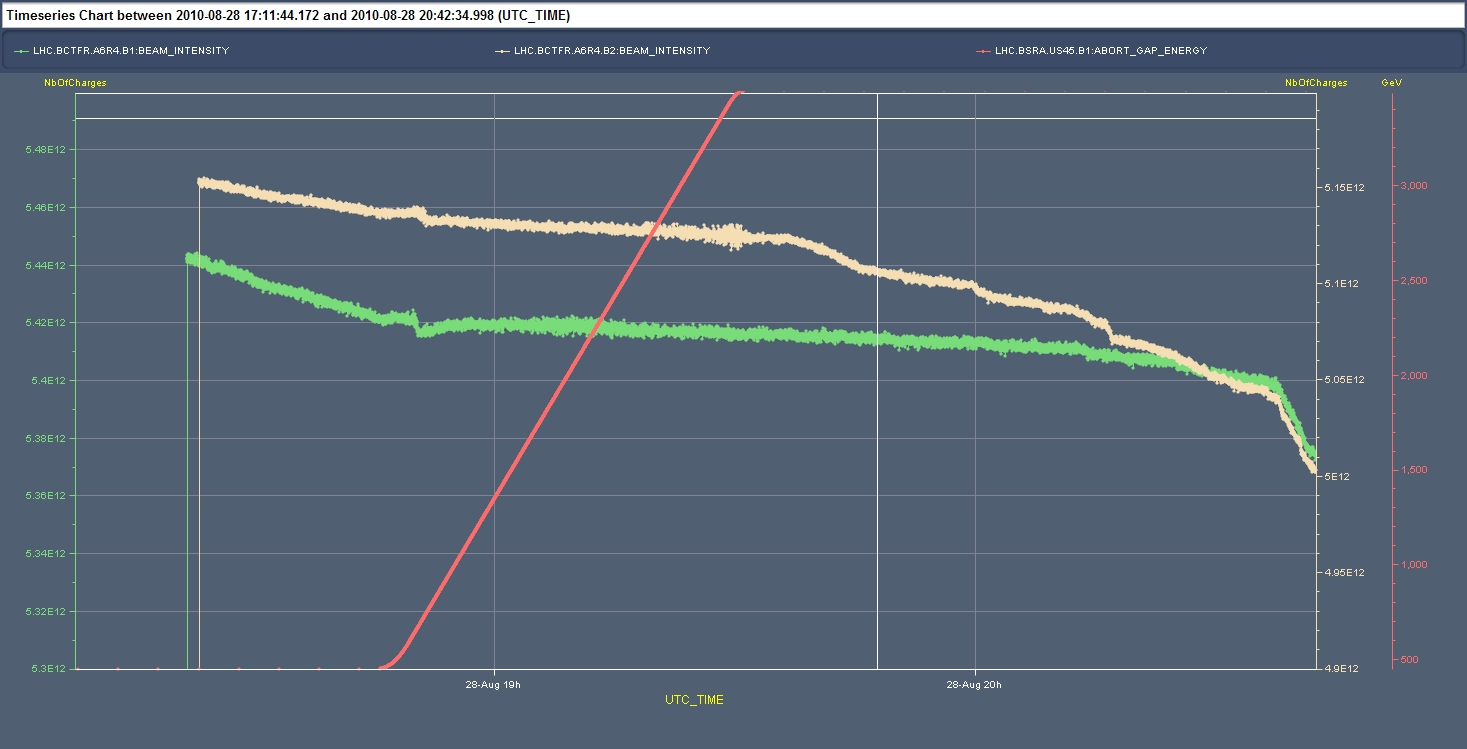 Timeseries Chart between 2010-08-28 17:11:44.172 and 2010-08-28 20:42:34.998 (UTC_TIME)
LHC.BCTFR.A6R4.B1:BEAM_INTENSITY LHC.BCTFR.A6R4.B2:BEAM_INTENSITY LHC.BSRA.US45.B1:ABORT_GAP_ENERGY
NbOfCharges NbOfCharges GeV
5.48E12
5.15E12 3,000
5.46E12
5.44E12
5.1E12 2,500
5.42E12
5.4E12 5.05E12 2,000
5.38E12
5E12 1,500
5.36E12
5.34E12
4.95E12 1,000
5.32E12
5.3E12 4.9E12 500
28-Aug 19h 28-Aug 20h
UTC_TIME